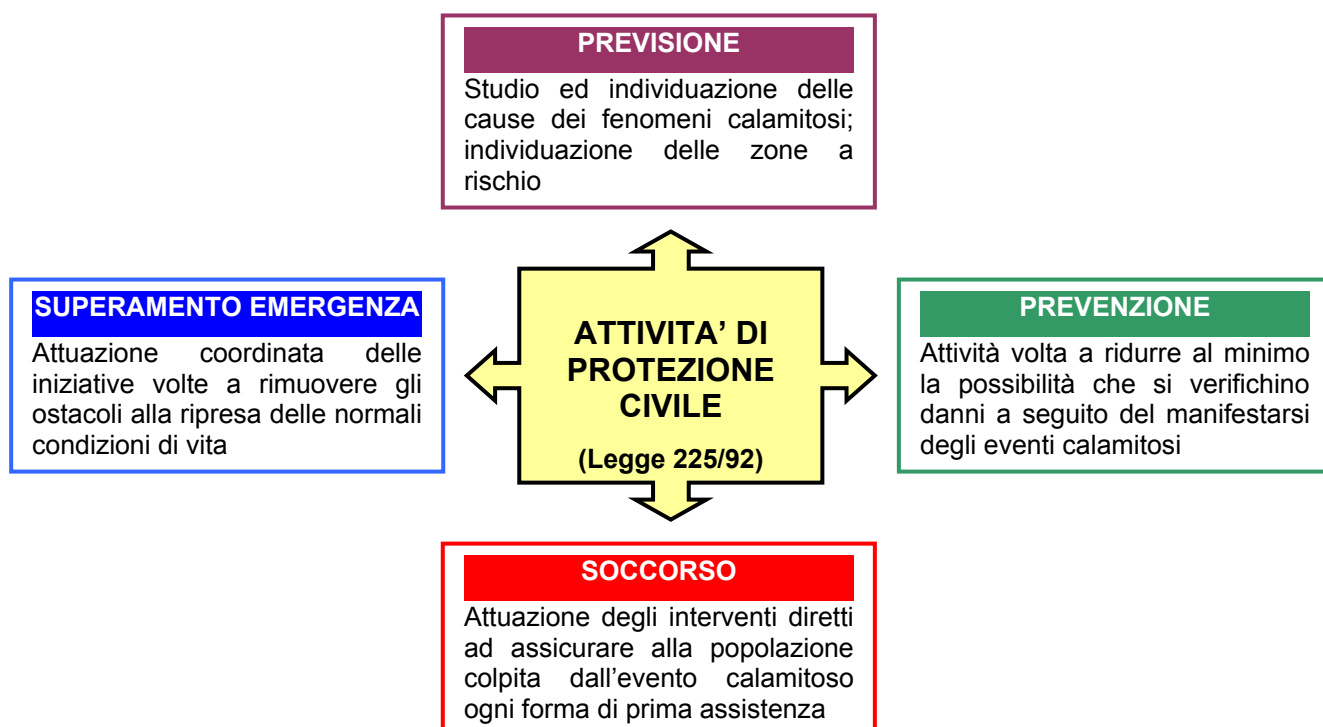 PREVISIONE
Studio ed individuazione delle
cause dei fenomeni calamitosi;
individuazione delle zone a
rischio
SUPERAMENTO EMERGENZA
Attuazione coordinata delle
iniziative volte a rimuovere gli
ostacoli alla ripresa delle normali
condizioni di vita
ATTIVITA’ DI
PROTEZIONE
CIVILE
(Legge 225/92)
PREVENZIONE
Attività volta a ridurre al minimo
la possibilità che si verifichino
danni a seguito del manifestarsi
degli eventi calamitosi
SOCCORSO
Attuazione degli interventi diretti
ad assicurare alla popolazione
colpita dall’evento calamitoso
ogni forma di prima assistenza